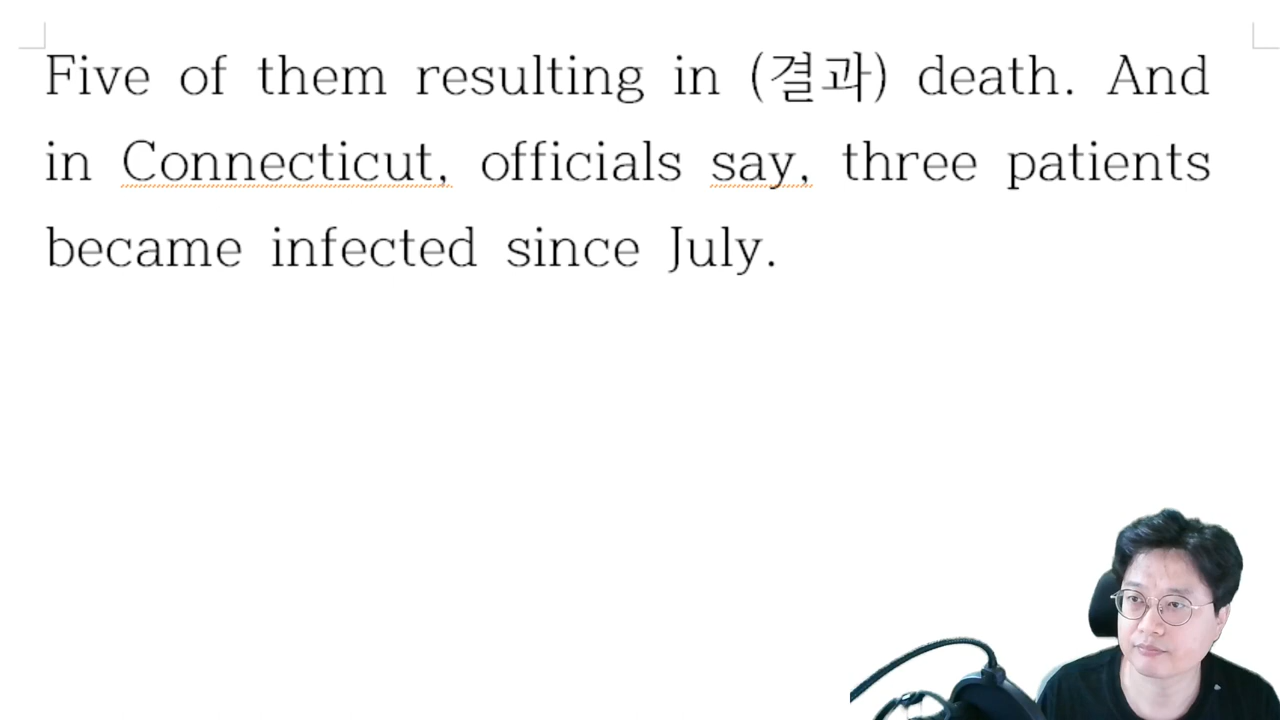 Five of them resulting in (결과) death. And
in Connecticut, officials say, three patients
became infected since July.